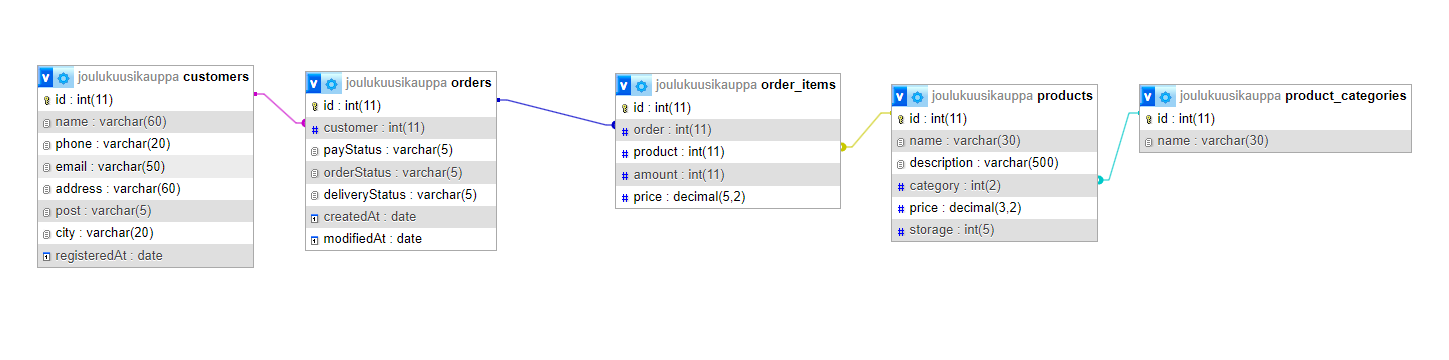 joulukuusikauppa customers
id : int(11)
name : varchar(60)
phone : varchar(20)
email : varchar(50)
address : varchar(60)
post : varchar(5)
city : varchar(20)
registeredAt : date
joulukuusikauppa orders
id : int(11)
customer : int(11)
payStatus : varchar(5)
orderStatus : varchar(5)
deliveryStatus : varchar(5)
createdAt : date
modifiedAt : date
joulukuusikauppa order_items
id : int(11)
order : int(11)
product : int(11)
amount : int(11)
price : decimal(5,2)
joulukuusikauppa products
id : int(11)
name : varchar(30)
description : varchar(500)
category : int(2)
price : decimal(3,2)
storage : int(5)
joulukuusikauppa product_categories
id : int(11)
name : varchar(30)